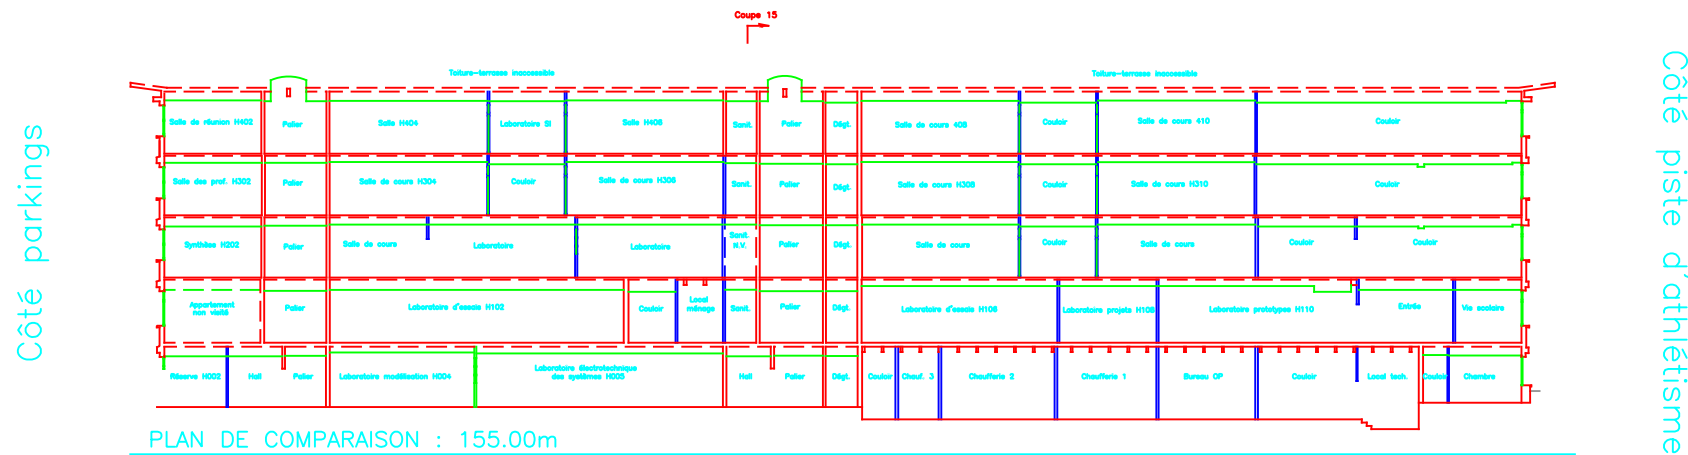 Coupe 15
Toiture-terrasse inaccessible
Toiture-terrasse inaccessible
Côté parkings
Côté piste d'athlétisme
Salle de réunion H402
Palier
Salle H404
Laboratoire SI
Salle H406
Sanit.
Palier
Dégt.
Salle de cours 408
Couloir
Salle de cours 410
Couloir
Salle des prof. H302
Palier
Salle de cours H304
Couloir
Salle de cours H306
Sanit.
Palier
Dégt.
Salle de cours H308
Couloir
Salle de cours H310
Couloir
Synthèse H202
Palier
Salle de cours
Laboratoire
Laboratoire
Sanit.
N.V.
Palier
Dégt.
Salle de cours
Couloir
Salle de cours
Couloir
Couloir
Appartement
non visité
Palier
Laboratoire d'essais H102
Couloir
Local
ménage
Sanit.
Palier
Dégt.
Laboratoire d'essais H106
Laboratoire projets H108
Laboratoire prototypes H110
Entrée
Vie scolaire
Réserve H002
Hall
Palier
Laboratoire modélisation H004
Laboratoire électrotechnique
des systèmes H005
Hall
Palier
Dégt.
Couloir
Chauf. 3
Chaufferie 2
Chaufferie 1
Bureau OP
Couloir
Local tech.
Couloir
Chambre
PLAN DE COMPARAISON : 155.00m